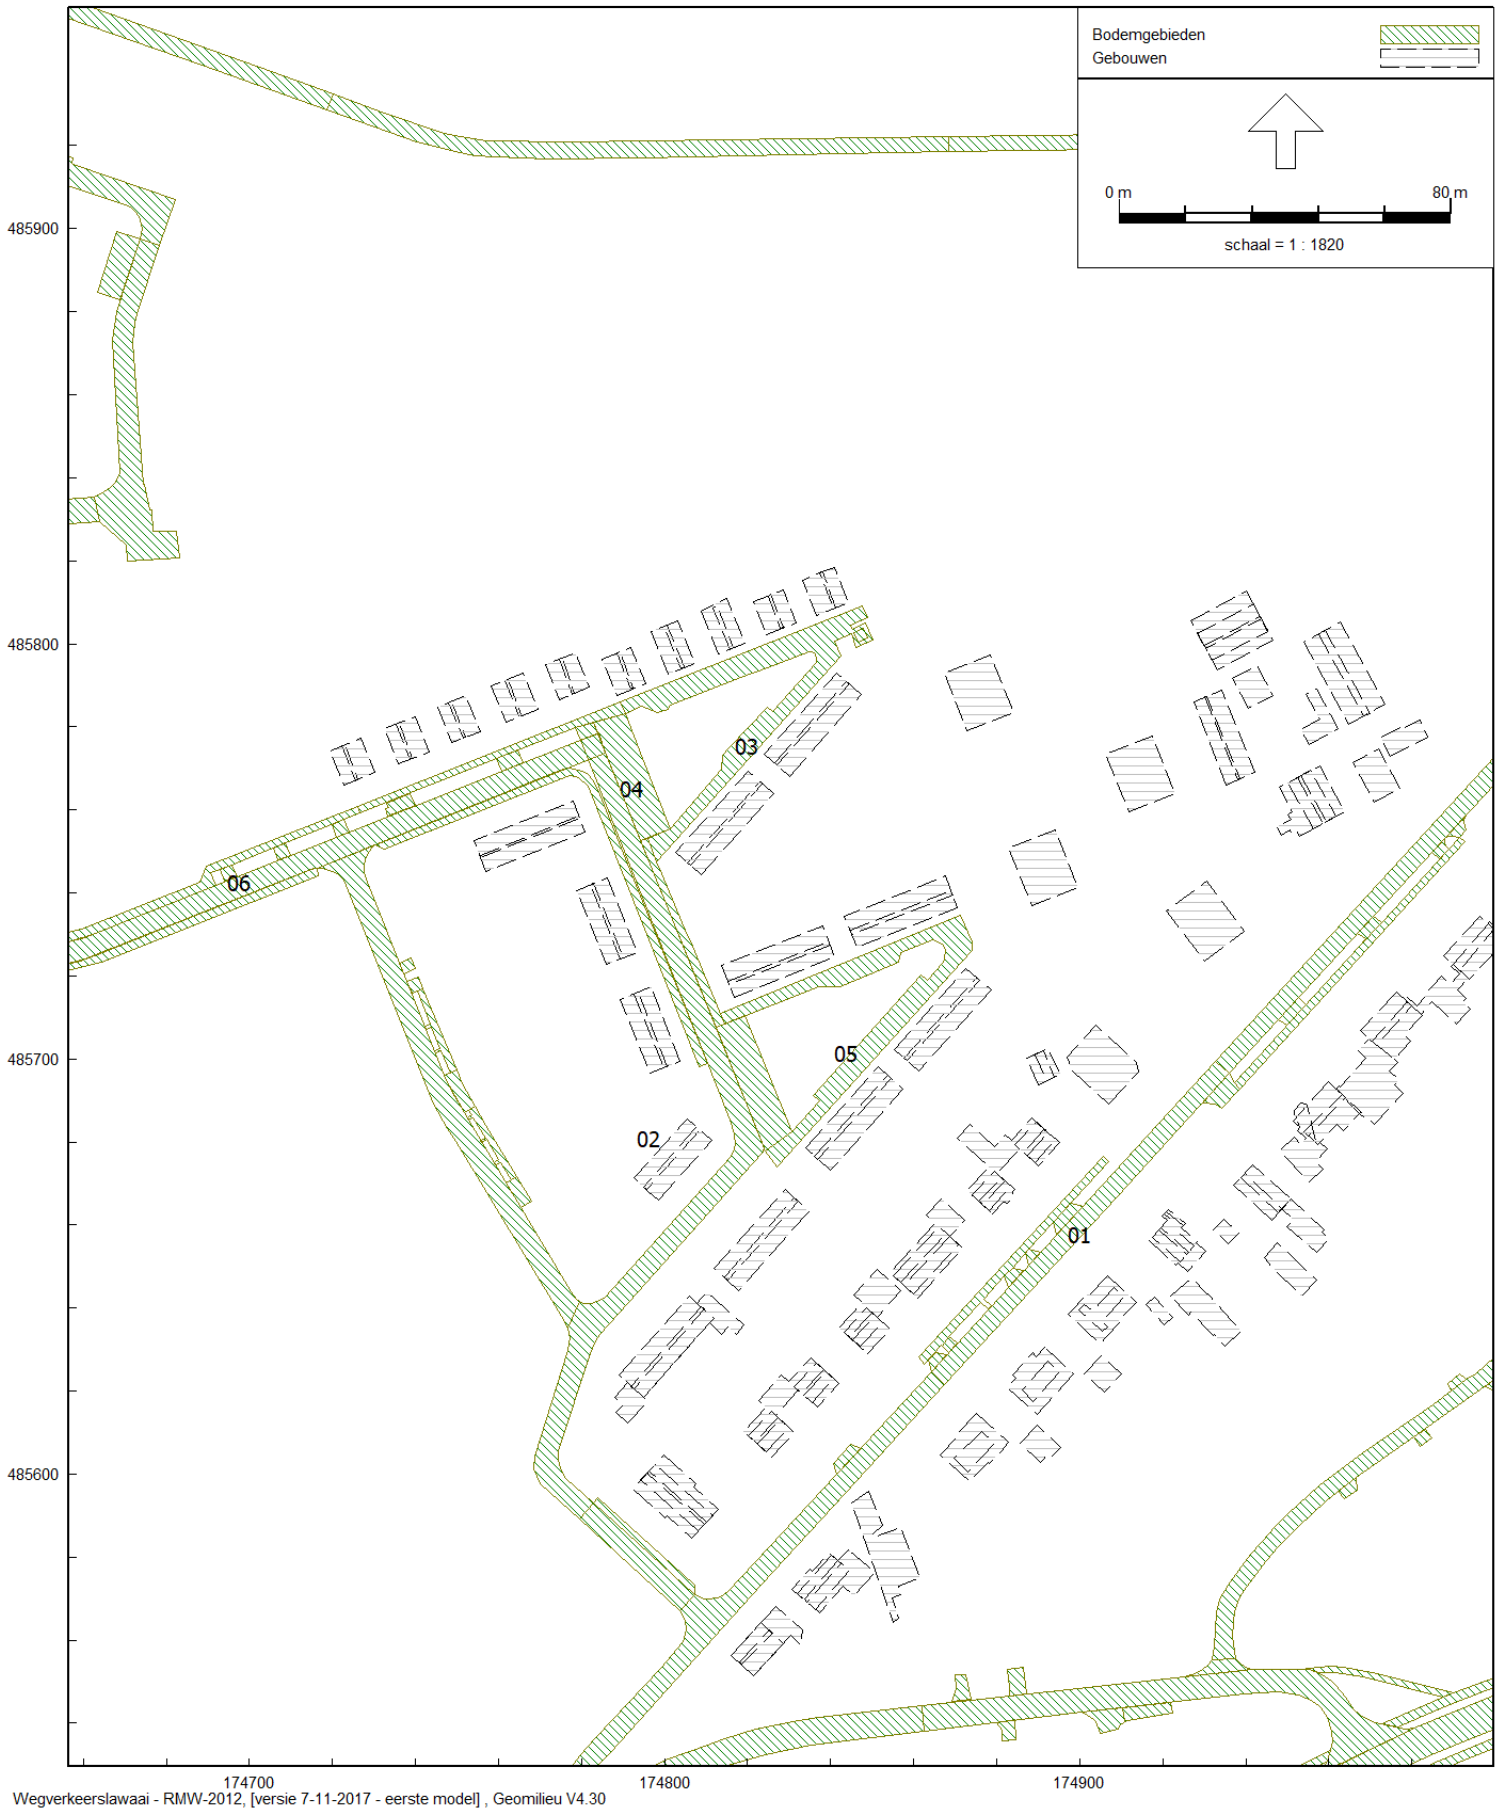 Bodemgebieden
Gebouwen
0 m 80 m
schaal = 1 : 1820
485900
485800
03
04
06
485700
05
02
01
485600
174700 174800 174900
Wegverkeerslawaai - RMW-2012, [versie 7-11-2017 - eerste model] , Geomilieu V4.30